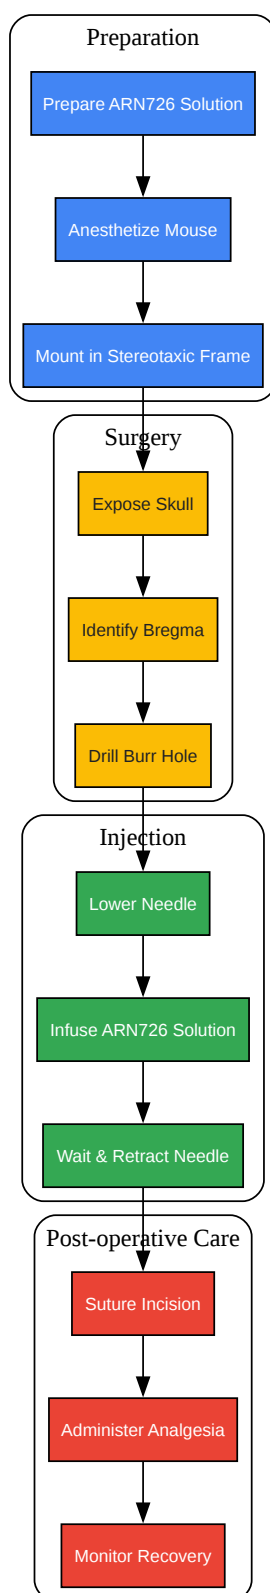 Preparation
Prepare ARN726 Solution
Anesthetize Mouse
Mount in Stereotaxic Frame
Surgery
Expose Skull
Identify Bregma
Drill Burr Hole
Injection
Lower Needle
Infuse ARN726 Solution
Wait & Retract Needle
Post-operative Care
Suture Incision
Administer Analgesia
Monitor Recovery